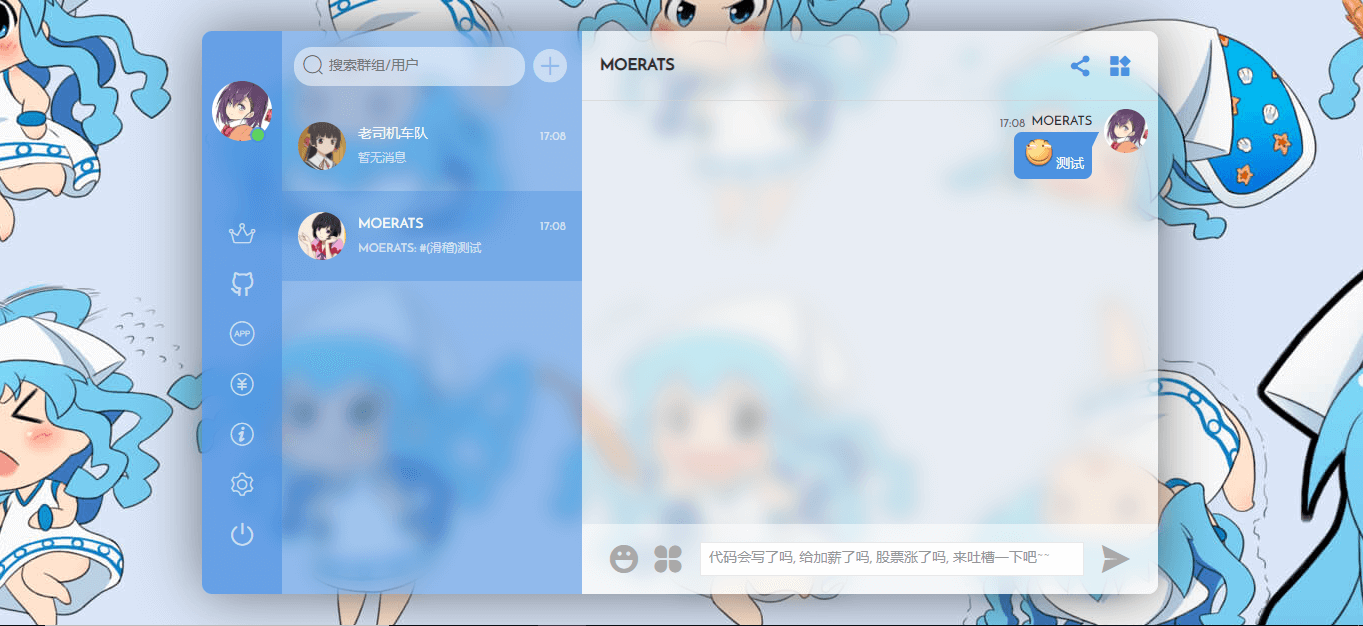 搜索群组/用户
老司机车队
17:08
暂无消息
MOERATS
17:08
MOERATS: #(滑稽)测试
APP
MOERATS
17:08 MOERATS
测试
代码会写了吗, 给加薪了吗, 股票涨了吗, 来吐槽一下吧~~